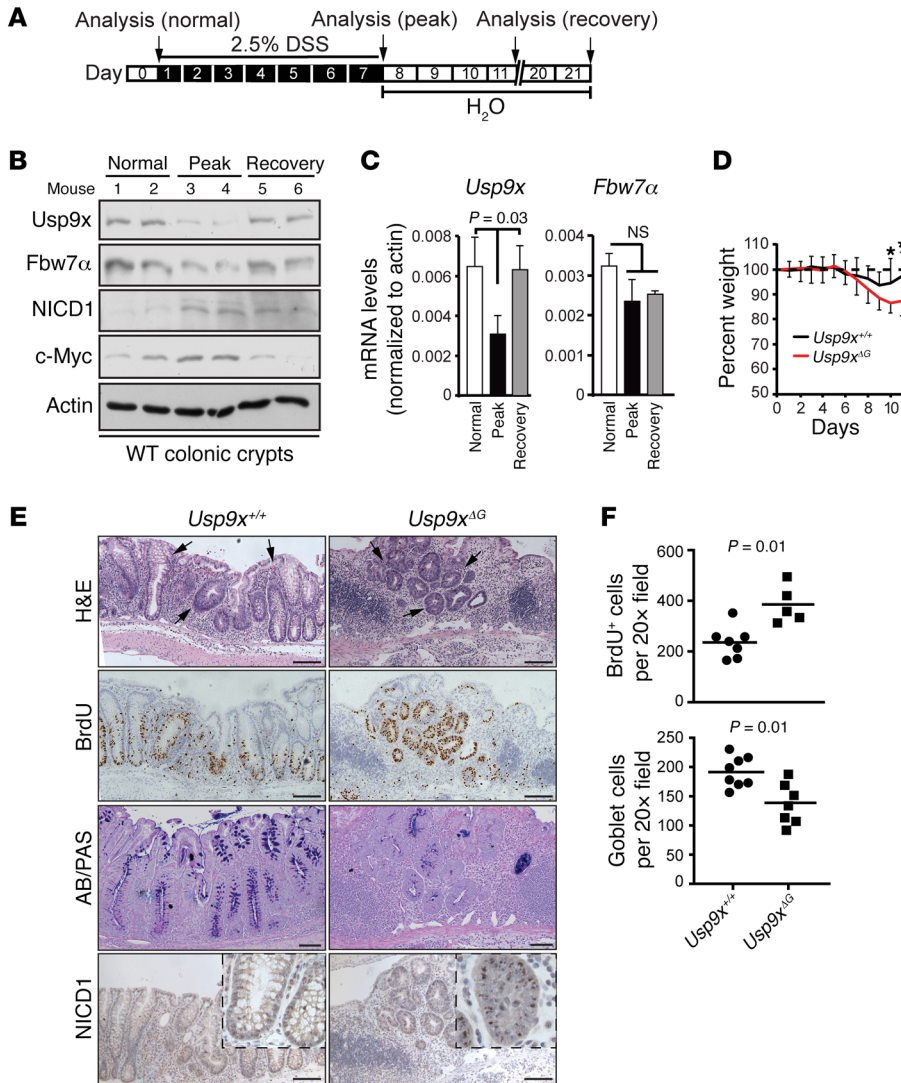 A
Analysis (normal) Analysis (peak) Analysis (recovery)
2.5% DSS
Day 0 1 2 3 4 5 6 7 8 9 10 11 20 21
H2O
B
Normal Peak Recovery
Mouse 1 2 3 4 5 6
Usp9x
Fbw7α
NICD1
c-Myc
Actin
WT colonic crypts
C
Usp9x
P = 0.03
mRNA levels
(normalized to actin)
0.008
0.006
0.004
0.002
0
Normal
Peak
Recovery
Fbw7α
NS
0.004
0.003
0.002
0.001
0.000
Normal
Peak
Recovery
D
Percent weight
110
100
90
80
70
60
50
*
Usp9x+/+
Usp9xΔG
0 2 4 6 8 10
Days
E
Usp9x+/+ Usp9xΔG
H&E
BrdU
AB/PAS
NICD1
F
P = 0.01
BrdU+ cells
per 20× field
600
400
200
0
P = 0.01
Goblet cells
per 20× field
250
200
150
100
50
0
Usp9x+/+ Usp9xΔG